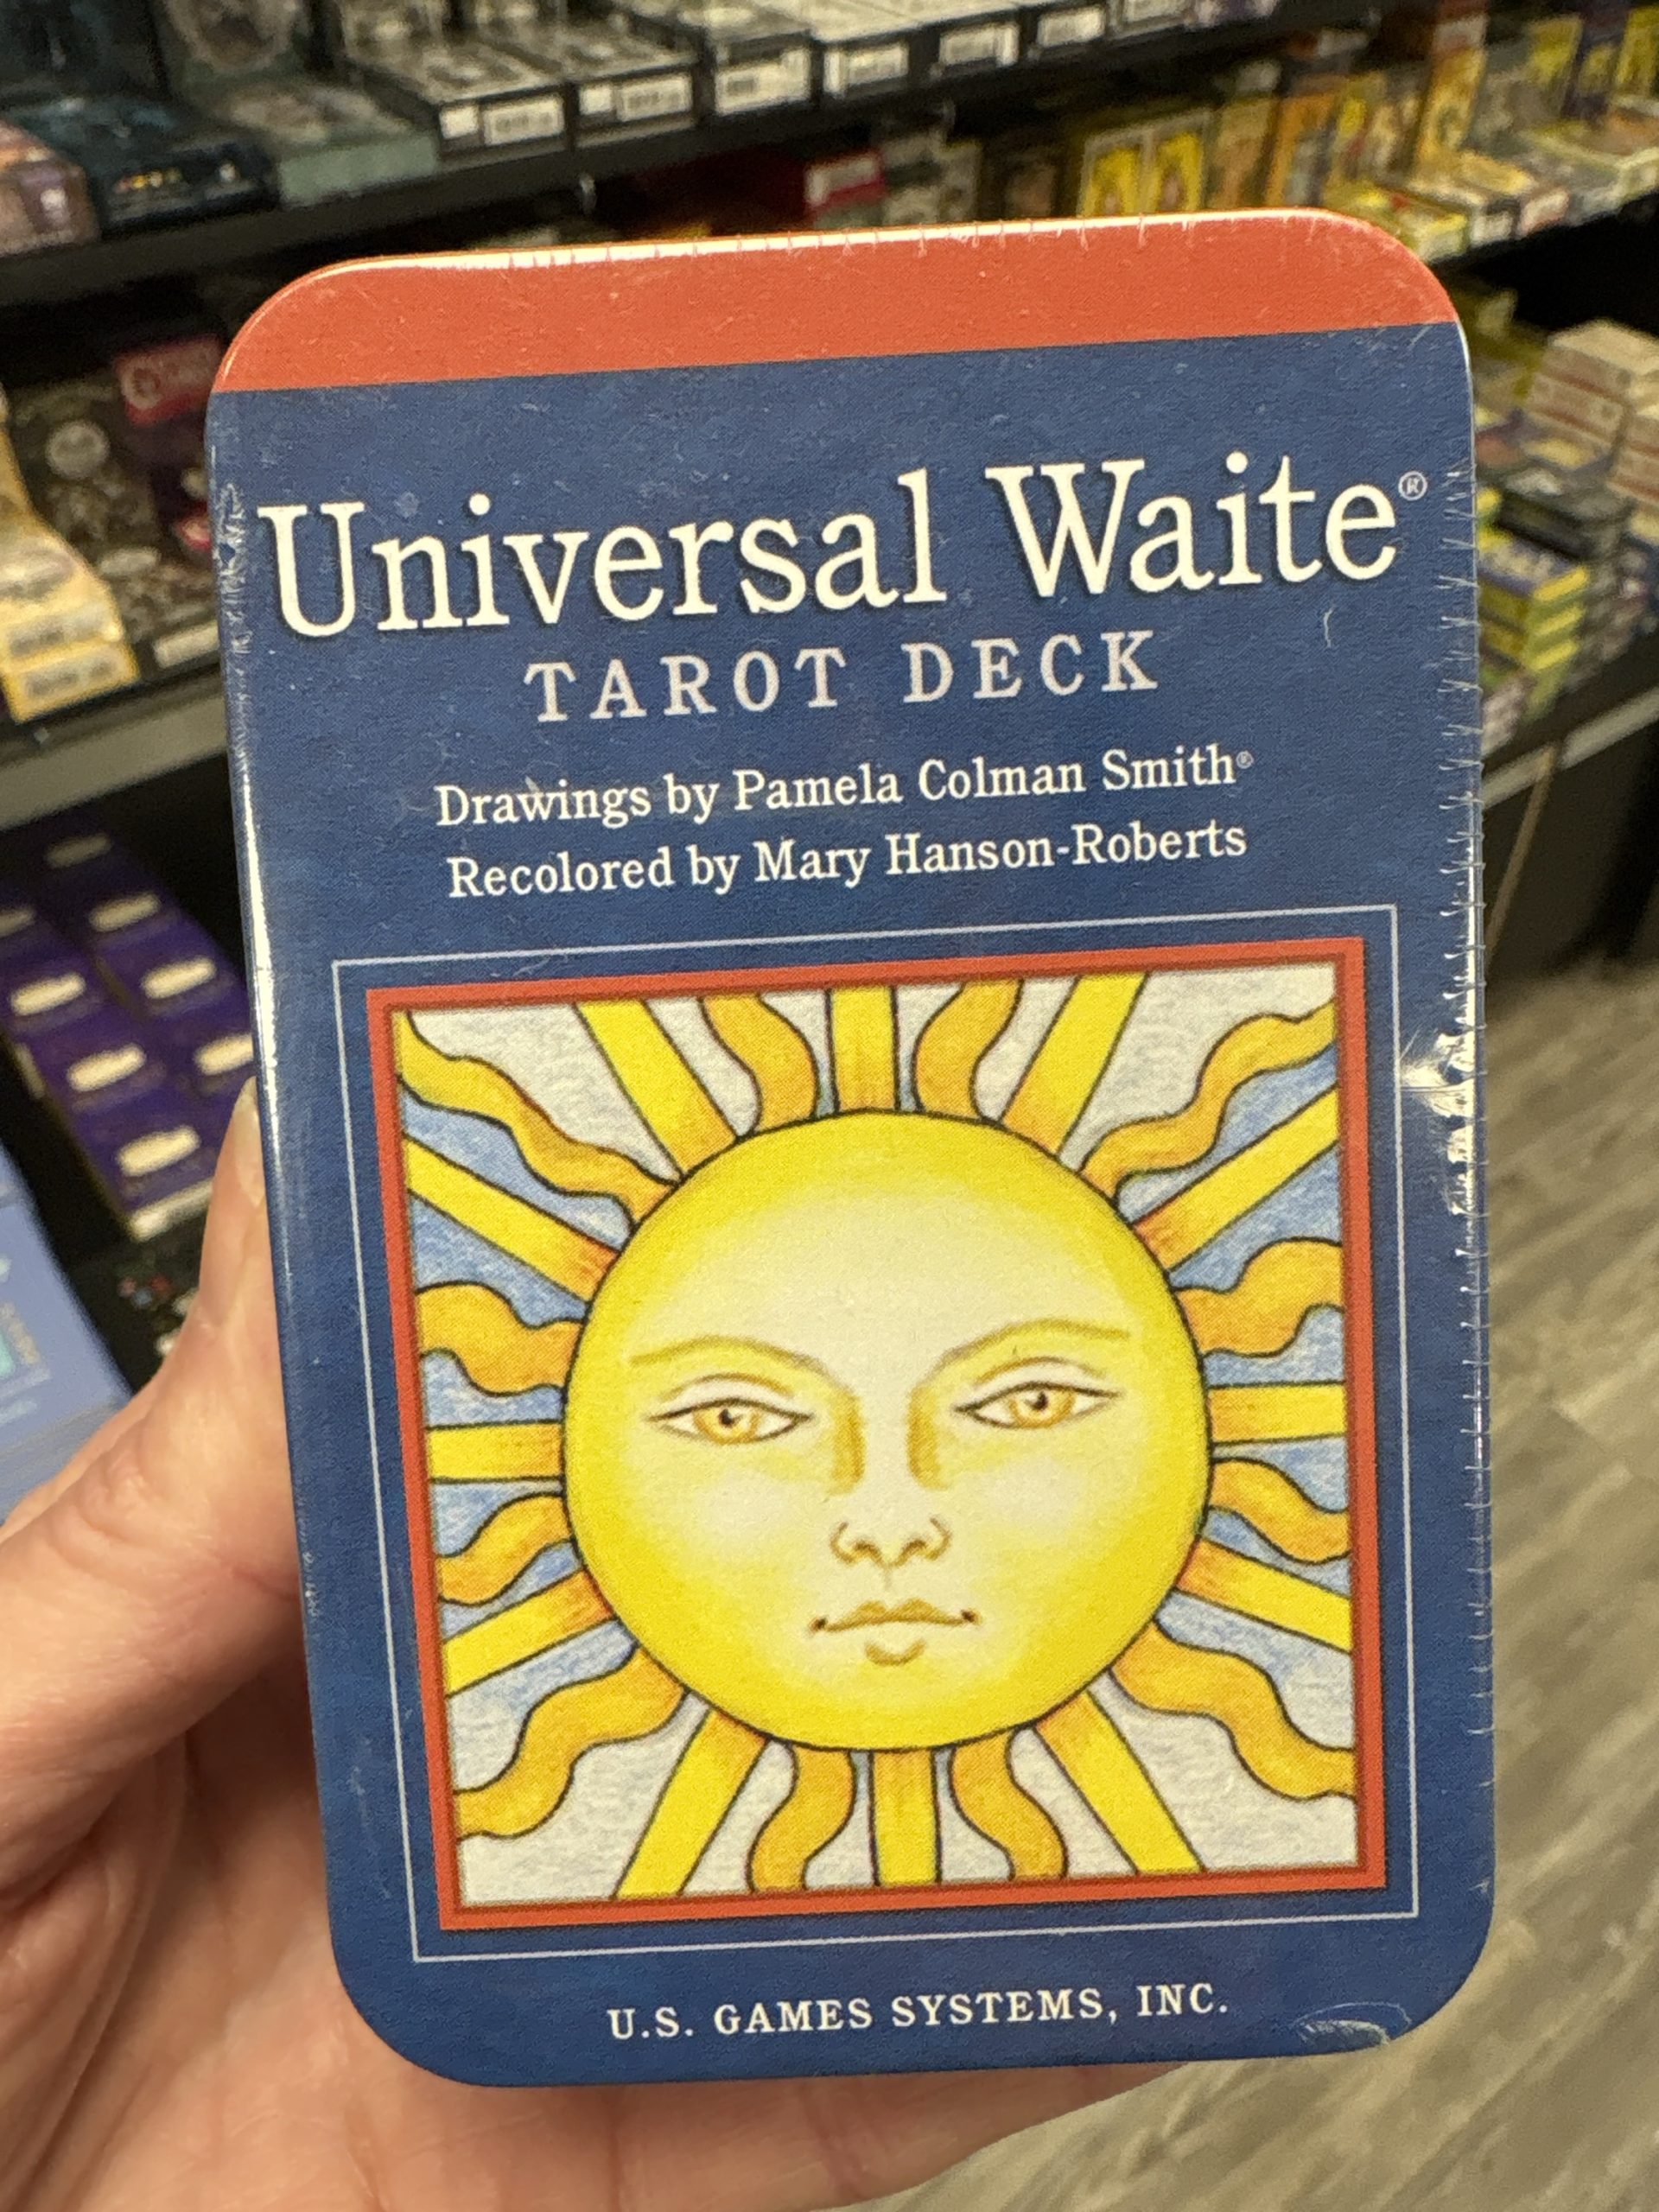 Universal Waite®
TAROT DECK
Drawings by Pamela Colman Smith®
Recolored by Mary Hanson-Roberts
U.S. GAMES SYSTEMS, INC.